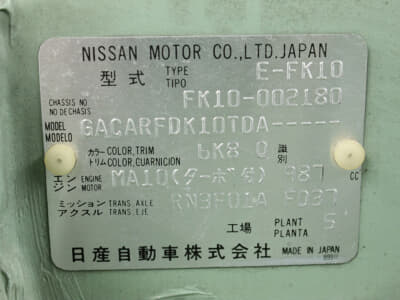 NISSAN MOTOR CO.,LTD.JAPAN
型式 TYPE TIPO E-FK10
CHASSIS NO NO DE CHASIS FK10-002180
MODEL MODELO GACARFDK10TDA-----
カラー トリム COLOR,TRIM COLOR,CUARNICION 6K8 Q 識別
エンジン ENGINE MOTOR MA10(ターボ付) 987 CC
ミッション アクスル TRANS.AXLE TRANS.EJE RN3F01A F037
工場 PLANT PLANTA 5
日産自動車株式会社 MADE IN JAPAN